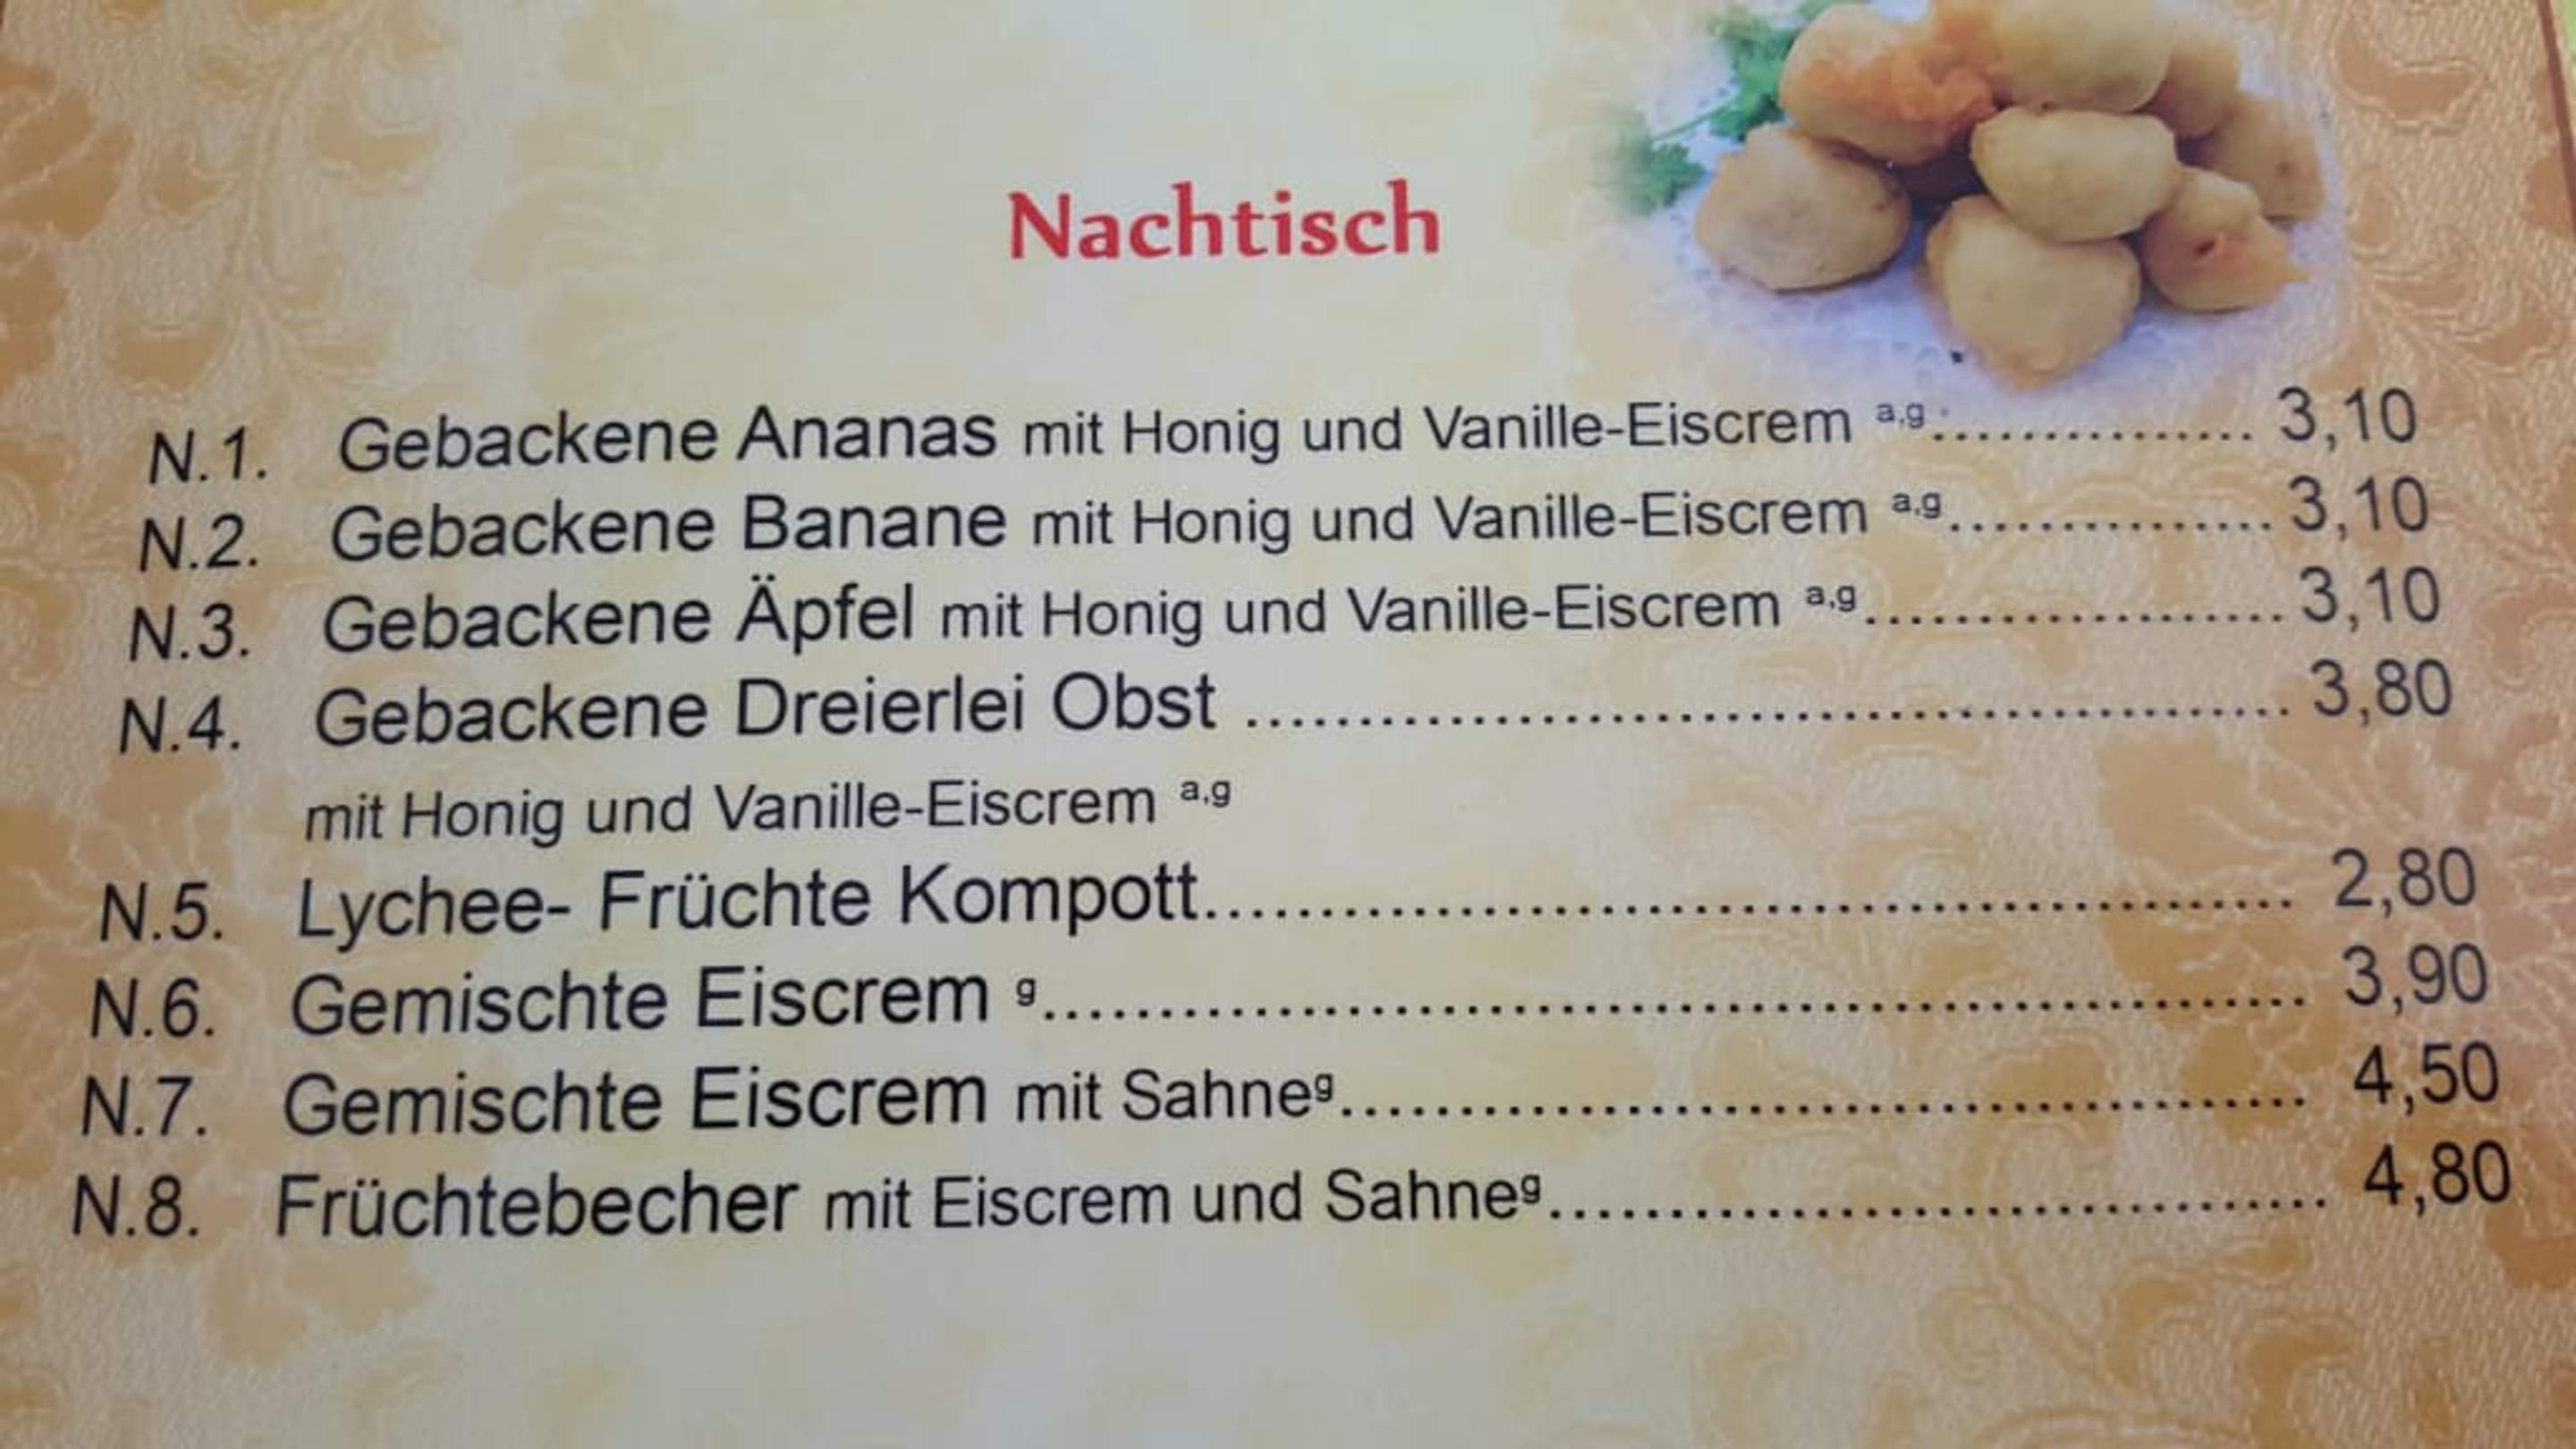 Nachtisch
N.1. Gebackene Ananas mit Honig und Vanille-Eiscrem a,g ................ 3,10
N.2. Gebackene Banane mit Honig und Vanille-Eiscrem a,g................ 3,10
N.3. Gebackene Äpfel mit Honig und Vanille-Eiscrem a,g.................... 3,10
N.4. Gebackene Dreierlei Obst .................................................. 3,80
mit Honig und Vanille-Eiscrem a,g
N.5. Lychee- Früchte Kompott.................................................... 2,80
N.6. Gemischte Eiscrem g............................................................ 3,90
N.7. Gemischte Eiscrem mit Sahneg.............................................. 4,50
N.8. Früchtebecher mit Eiscrem und Sahneg.................................... 4,80